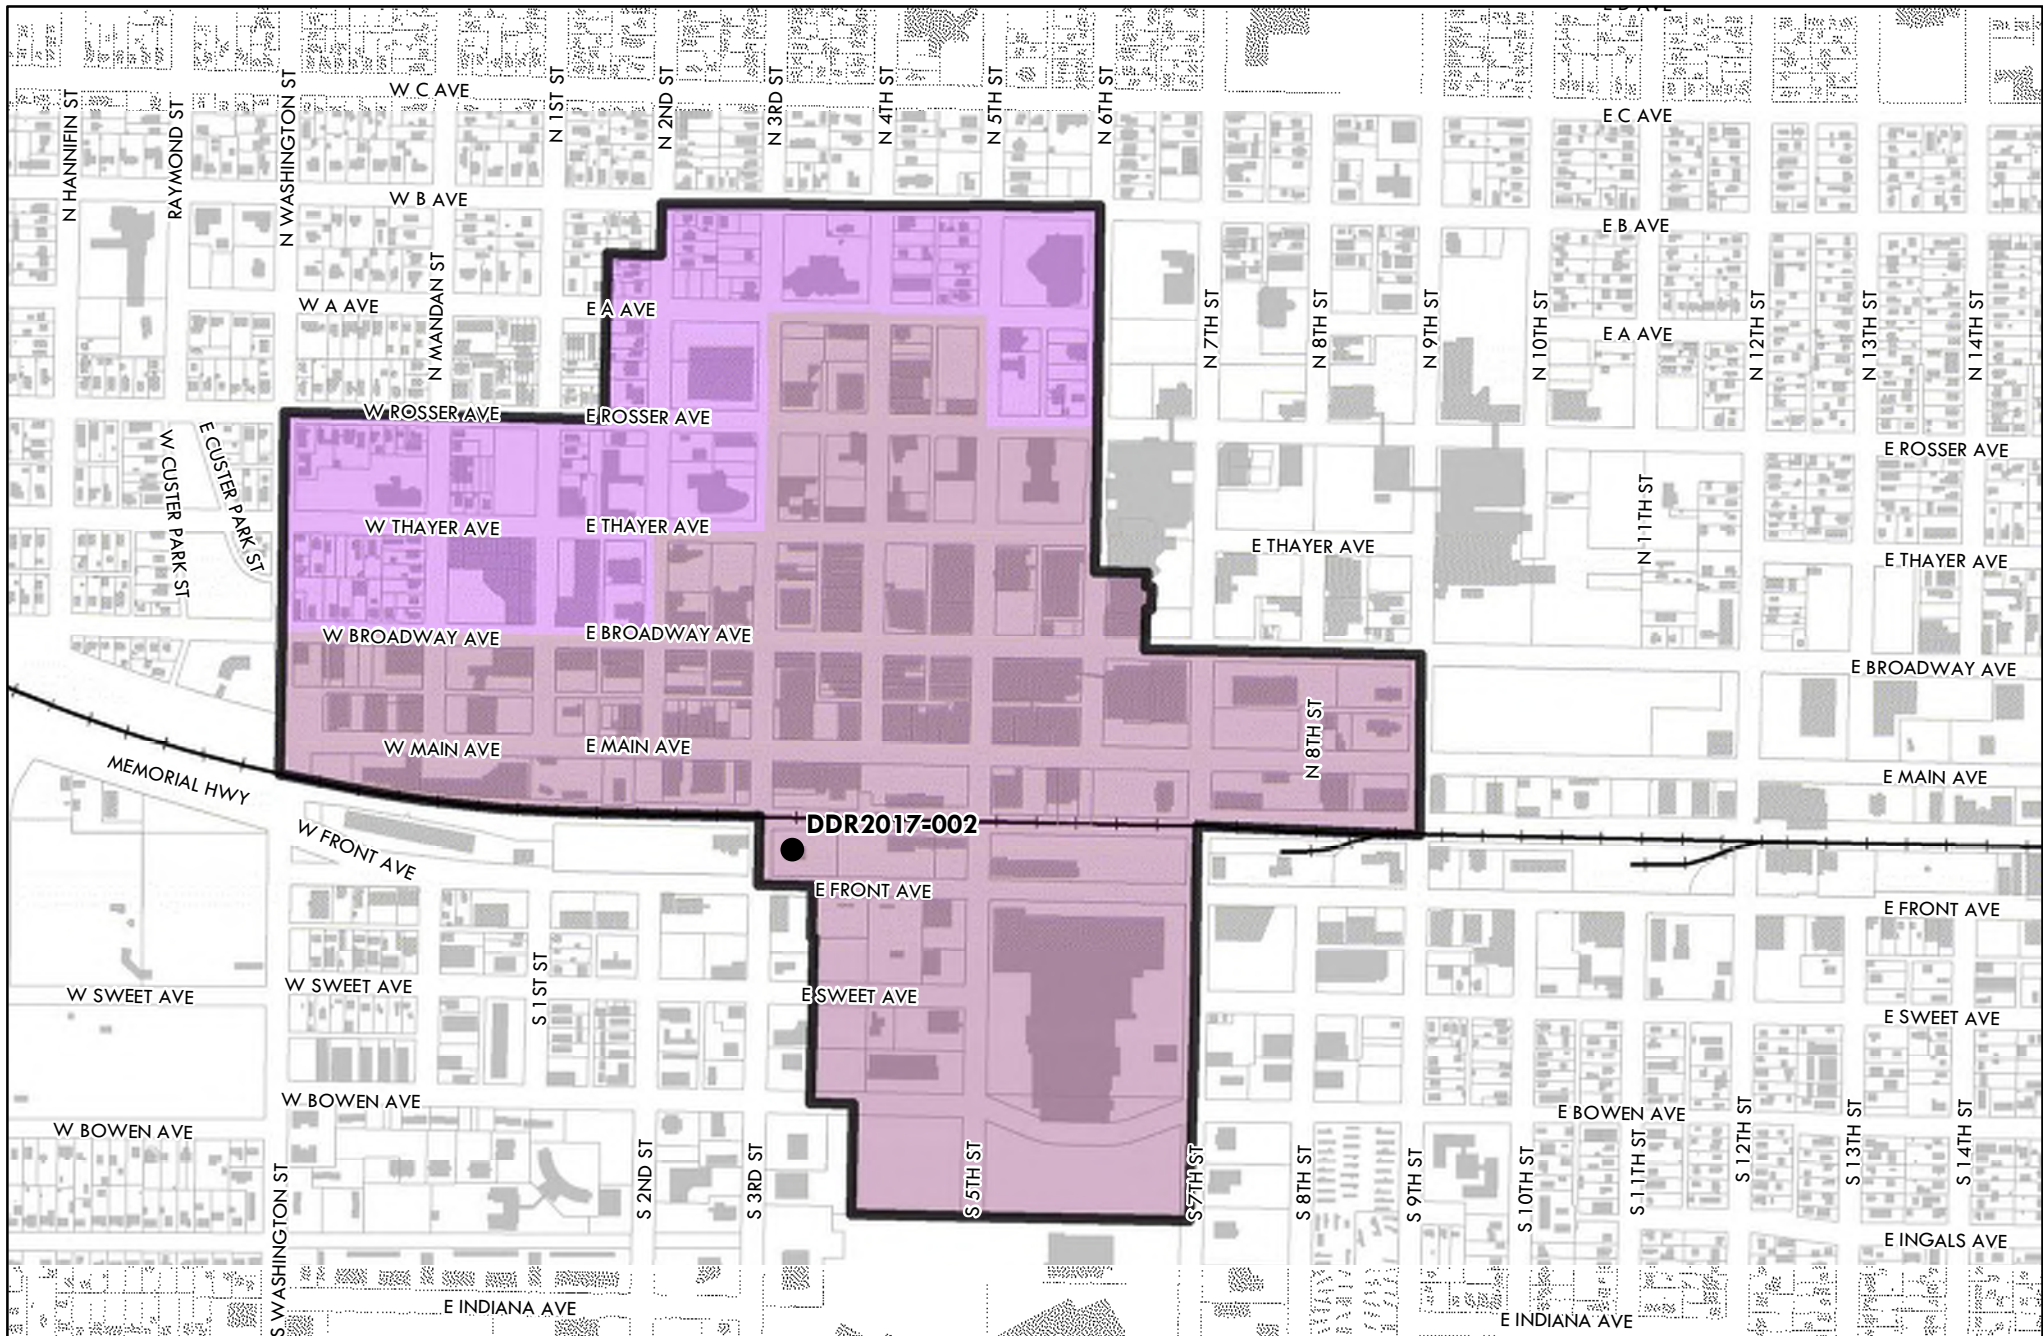 E D AVE
W C AVE
N HANNIFIN ST
RAYMOND ST
N WASHINGTON ST
N 1ST ST
N 2ND ST
N 3RD ST
N 4TH ST
N 5TH ST
N 6TH ST
E C AVE
W B AVE
E B AVE
N MANDAN ST
W A AVE
E A AVE
N 7TH ST
N 8TH ST
N 9TH ST
N 10TH ST
E A AVE
N 12TH ST
N 13TH ST
N 14TH ST
W ROSSER AVE
E ROSSER AVE
E ROSSER AVE
W CUSTER PARK ST
E CUSTER PARK ST
W THAYER AVE
E THAYER AVE
E THAYER AVE
N 11TH ST
E THAYER AVE
W BROADWAY AVE
E BROADWAY AVE
E BROADWAY AVE
W MAIN AVE
E MAIN AVE
N 8TH ST
E MAIN AVE
MEMORIAL HWY
DDR2017-002
W FRONT AVE
E FRONT AVE
E FRONT AVE
W SWEET AVE
W SWEET AVE
S 1ST ST
E SWEET AVE
E SWEET AVE
W BOWEN AVE
W BOWEN AVE
E BOWEN AVE
S WASHINGTON ST
S 2ND ST
S 3RD ST
S 5TH ST
S 7TH ST
S 8TH ST
S 9TH ST
S 10TH ST
S 11TH ST
S 12TH ST
S 13TH ST
S 14TH ST
E INGALS AVE
E INDIANA AVE
E INDIANA AVE